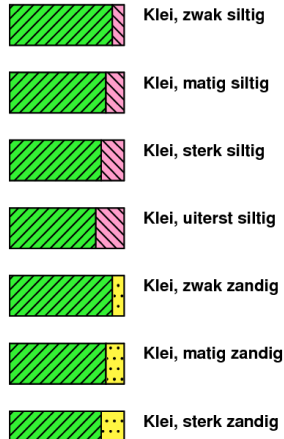 Klei, zwak siltig
Klei, matig siltig
Klei, sterk siltig
Klei, uiterst siltig
Klei, zwak zandig
Klei, matig zandig
Klei, sterk zandig